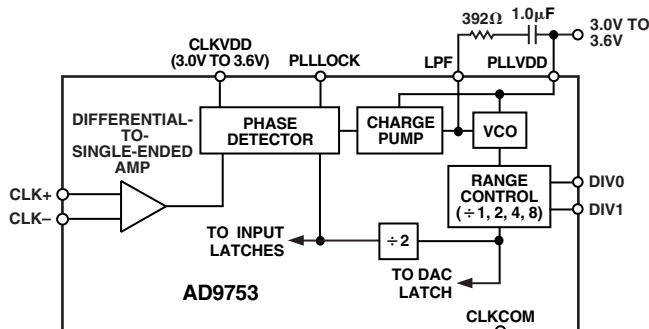 392Ω
1.0μF
3.0V TO
3.6V
CLKVDD
(3.0V TO 3.6V)
PLLLOCK
LPF
PLLVDD
DIFFERENTIAL-
TO-
SINGLE-ENDED
AMP
PHASE
DETECTOR
CHARGE
PUMP
VCO
RANGE
CONTROL
(÷1, 2, 4, 8)
CLK+
CLK–
DIV0
DIV1
TO INPUT
LATCHES
÷2
TO DAC
LATCH
AD9753
CLKCOM